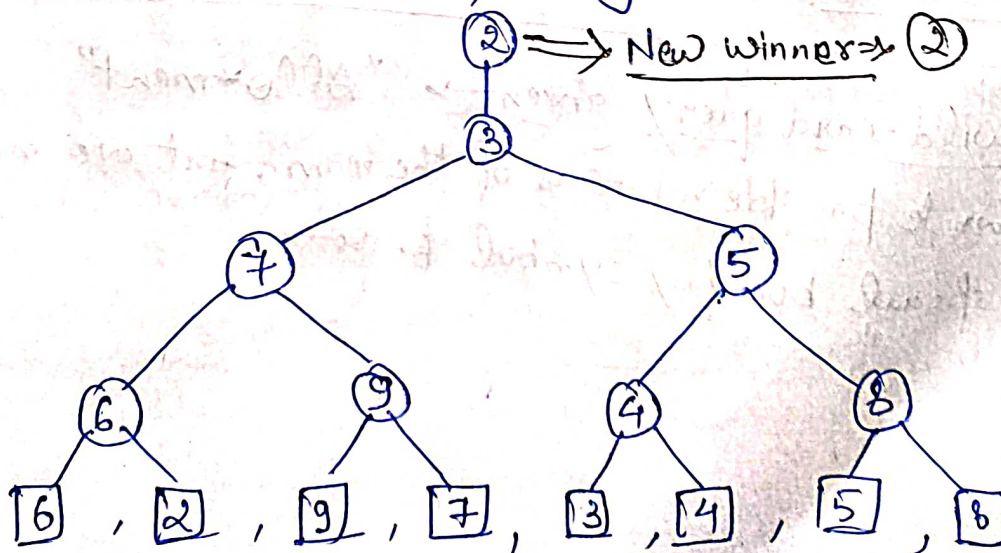 2 ⇒ New winner ⇒ 2
3
7 5
6 9 4 8
6 , 2 , 9 , 7 , 3 , 4 , 5 , 8